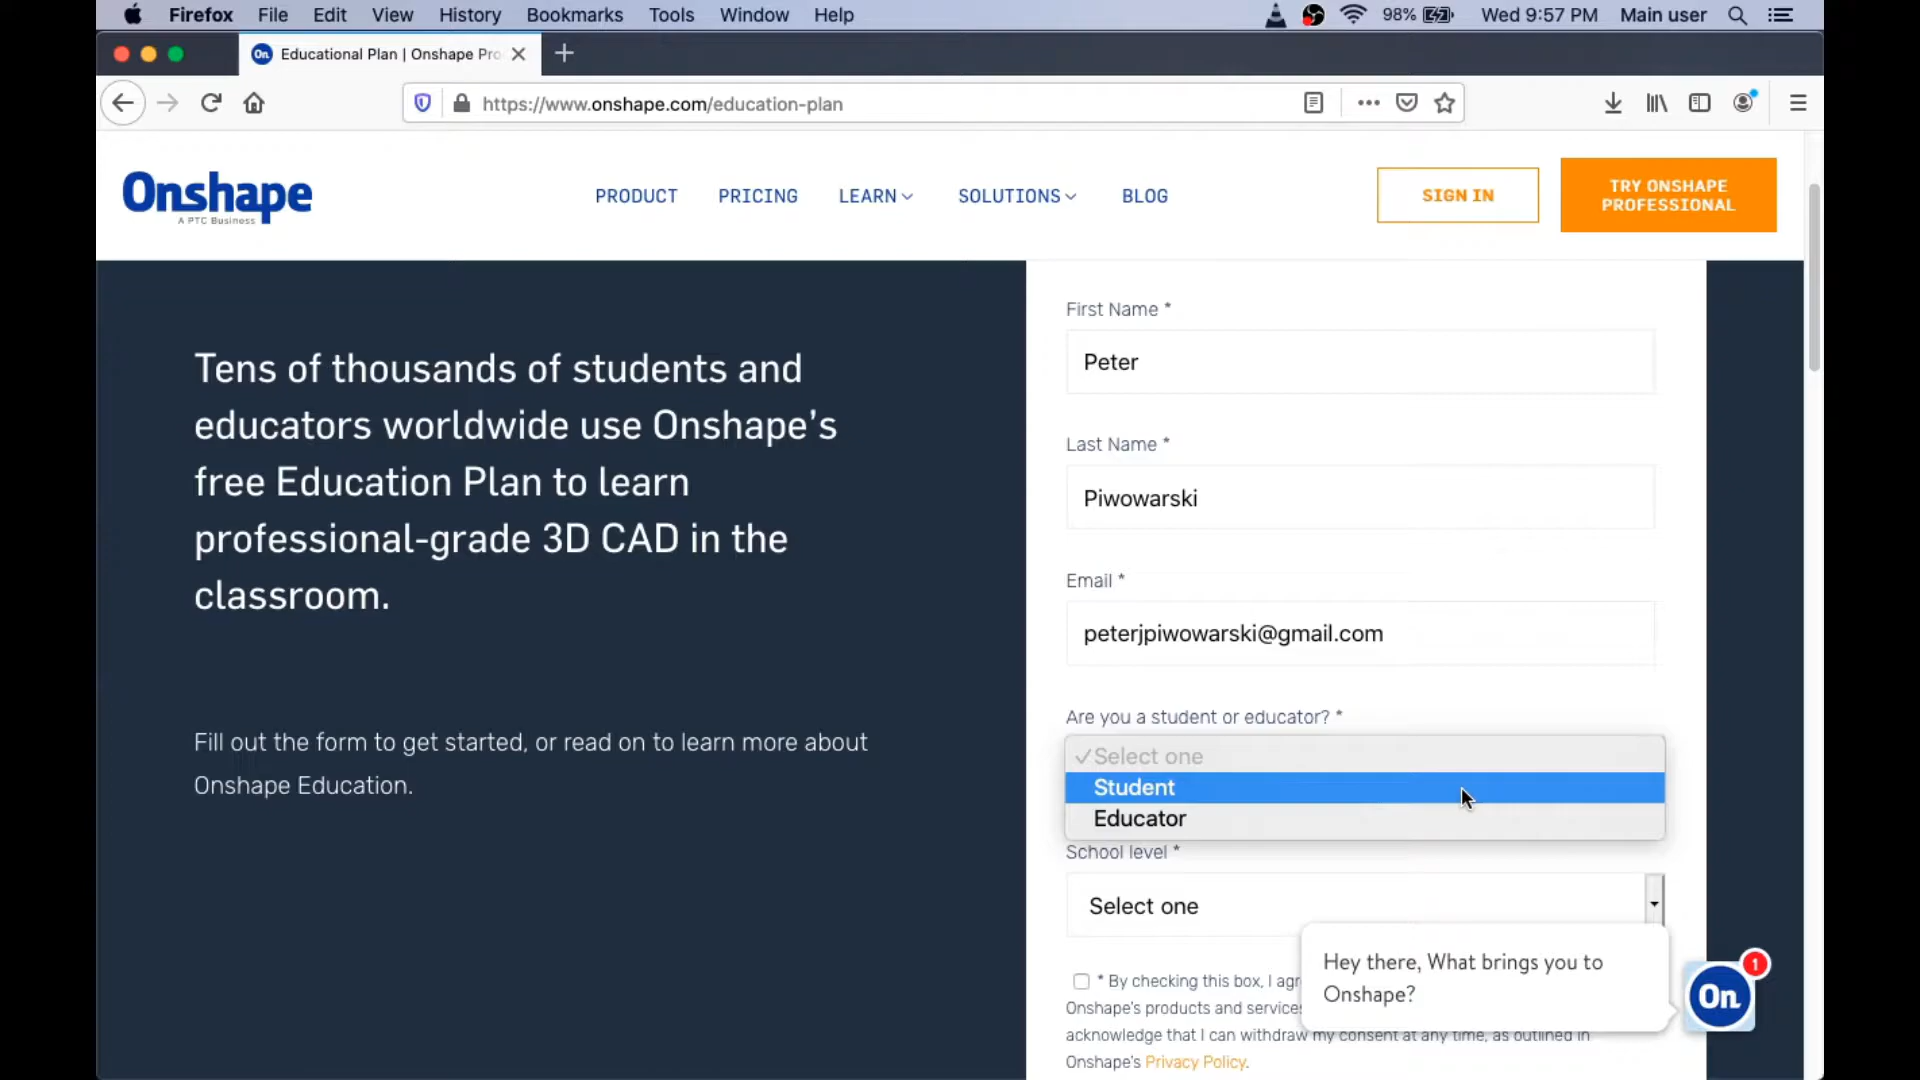 Firefox File Edit View History Bookmarks Tools Window Help 98% Wed 9:57 PM Main user
On Educational Plan | Onshape Pro
https://www.onshape.com/education-plan
Onshape
A PTC Business
PRODUCT PRICING LEARN SOLUTIONS BLOG
SIGN IN
TRY ONSHAPE
PROFESSIONAL
Tens of thousands of students and
educators worldwide use Onshape's
free Education Plan to learn
professional-grade 3D CAD in the
classroom.
Fill out the form to get started, or read on to learn more about
Onshape Education.
First Name *
Peter
Last Name *
Piwowarski
Email *
peterjpiwowarski@gmail.com
Are you a student or educator? *
✓Select one
Student
Educator
School level *
Select one
* By checking this box, I agr
Onshape's products and services
acknowledge that I can withdraw my consent at any time, as outlined in
Onshape's Privacy Policy.
Hey there, What brings you to
Onshape?
On
1